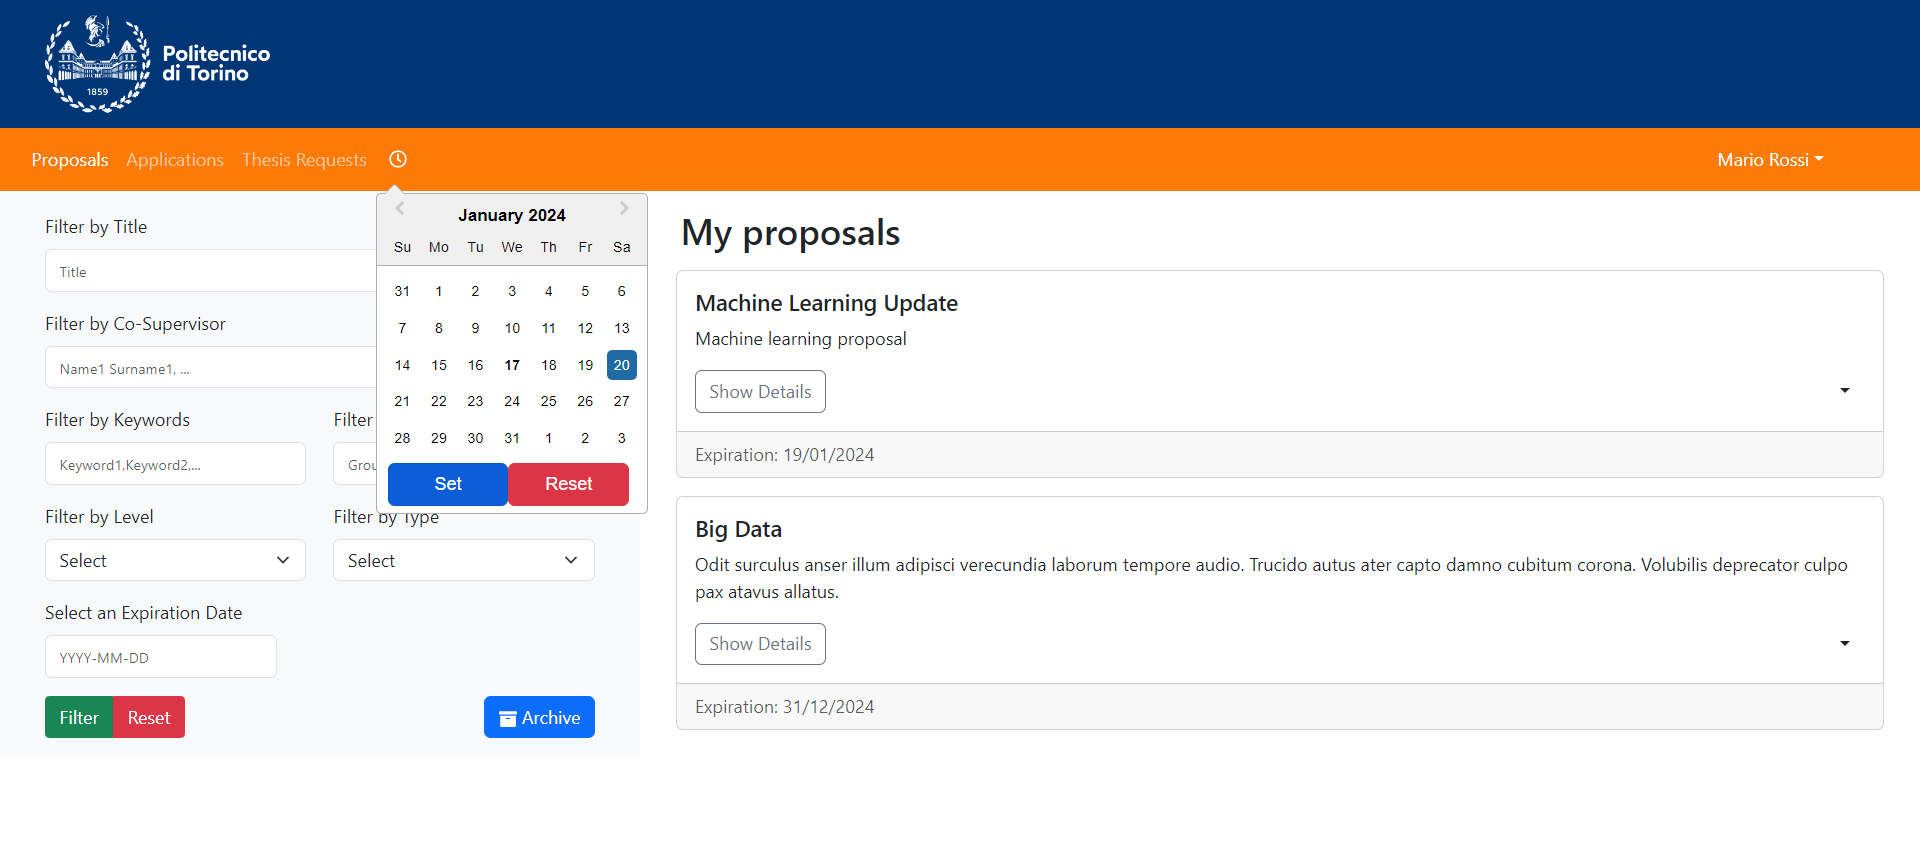 1859
Politecnico
di Torino
Proposals Applications Thesis Requests Mario Rossi
January 2024
Su Mo Tu We Th Fr Sa
31 1 2 3 4 5 6
7 8 9 10 11 12 13
14 15 16 17 18 19 20
21 22 23 24 25 26 27
28 29 30 31 1 2 3
Set Reset
Filter by Title
Title
Filter by Co-Supervisor
Name1 Surname1, ...
Filter by Keywords Filter
Keyword1,Keyword2,... Grou
Filter by Level Filter by Type
Select Select
Select an Expiration Date
YYYY-MM-DD
Filter Reset Archive
My proposals
Machine Learning Update
Machine learning proposal
Show Details
Expiration: 19/01/2024
Big Data
Odit surculus anser illum adipisci verecundia laborum tempore audio. Trucido autus ater capto damno cubitum corona. Volubilis deprecator culpo
pax atavus allatus.
Show Details
Expiration: 31/12/2024